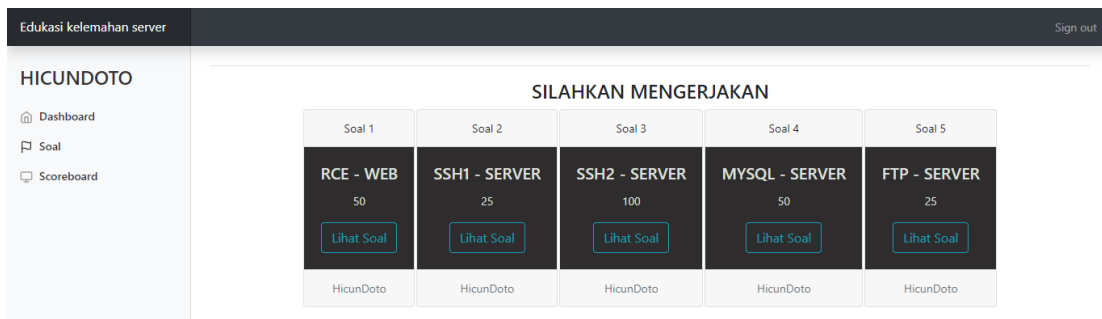 Edukasi kelemahan server
Sign out
HICUNDOTO
Dashboard
Soal
Scoreboard
SILAHKAN MENGERJAKAN
Soal 1
RCE - WEB
50
Lihat Soal
HicunDoto
Soal 2
SSH1 - SERVER
25
Lihat Soal
HicunDoto
Soal 3
SSH2 - SERVER
100
Lihat Soal
HicunDoto
Soal 4
MYSQL - SERVER
50
Lihat Soal
HicunDoto
Soal 5
FTP - SERVER
25
Lihat Soal
HicunDoto